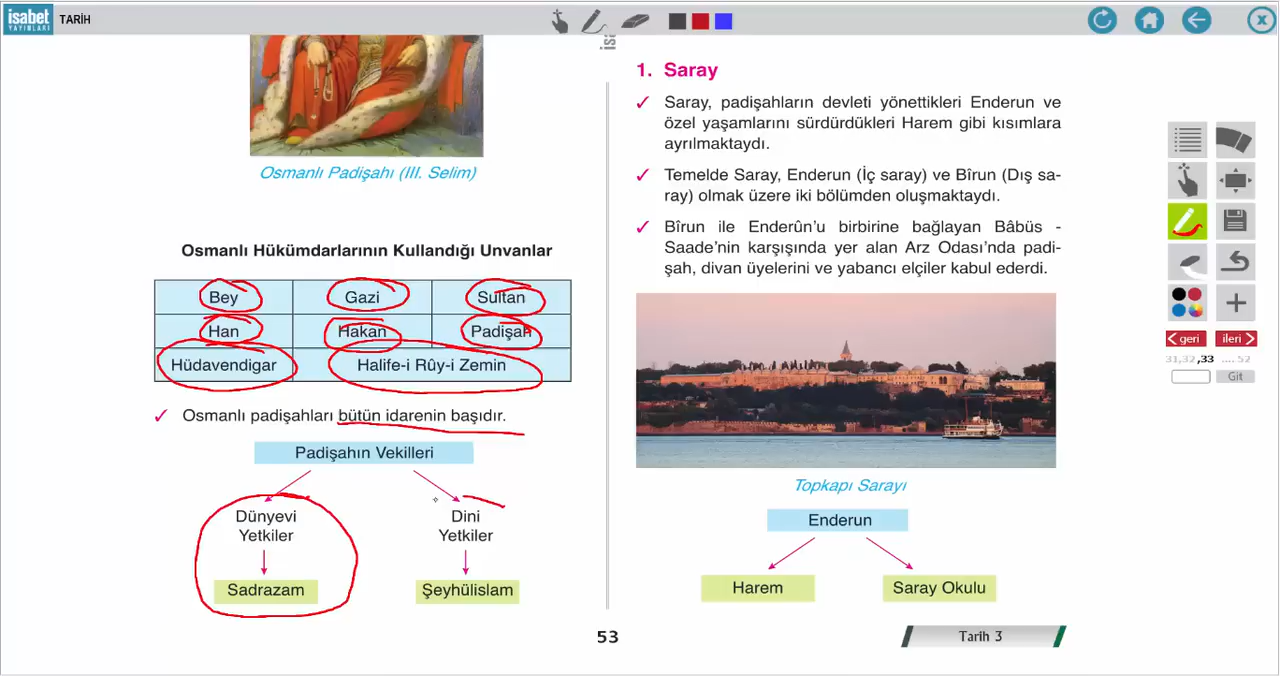 isabet
YAYINLARI
TARİH
Osmanlı Padişahı (III. Selim)
Osmanlı Hükümdarlarının Kullandığı Unvanlar
Bey Gazi Sultan
Han Hakan Padişah
Hüdavendigar Halife-i Rûy-i Zemin
✓ Osmanlı padişahları bütün idarenin başıdır.
Padişahın Vekilleri
Dünyevi
Yetkiler
Sadrazam
Dini
Yetkiler
Şeyhülislam
53
isa
1. Saray
✓ Saray, padişahların devleti yönettikleri Enderun ve
özel yaşamlarını sürdürdükleri Harem gibi kısımlara
ayrılmaktaydı.
✓ Temelde Saray, Enderun (İç saray) ve Bîrun (Dış sa-
ray) olmak üzere iki bölümden oluşmaktaydı.
✓ Bîrun ile Enderûn’u birbirine bağlayan Bâbüs -
Saade’nin karşışında yer alan Arz Odası’nda padi-
şah, divan üyelerini ve yabancı elçiler kabul ederdi.
Topkapı Sarayı
Enderun
Harem Saray Okulu
Tarih 3
geri ileri
31,32,33 .... 52
Git